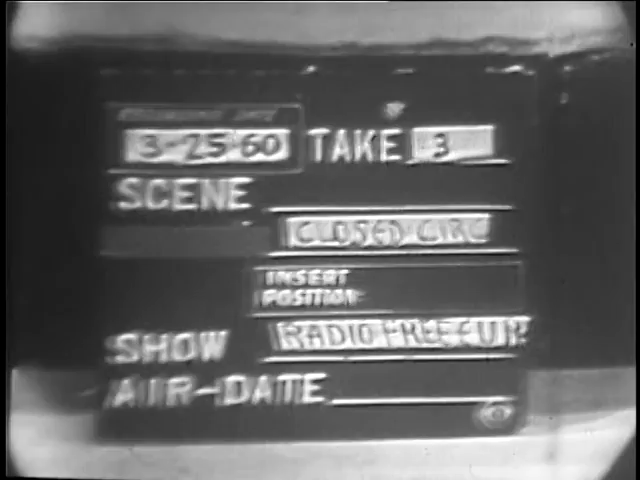 3-25-60 TAKE 3
SCENE
CLOSED CIRC
INSERT
POSITION
SHOW RADIO FREE EUR
AIR-DATE